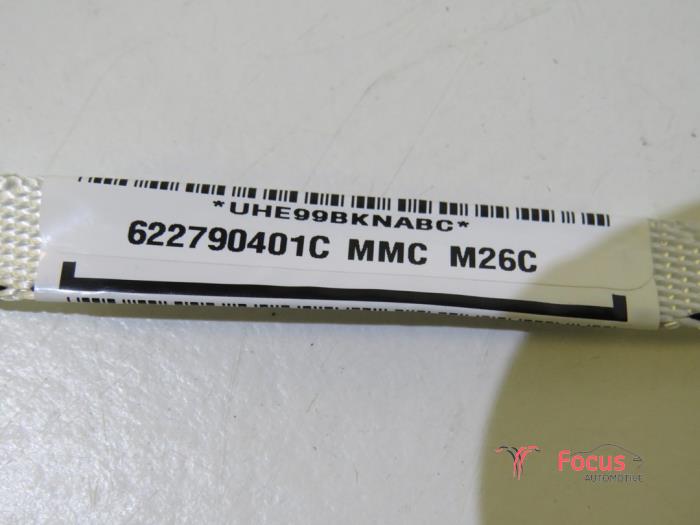 *UHE99BKNABC*
622790401C MMC M26C
Focus
AUTOMOTIVE